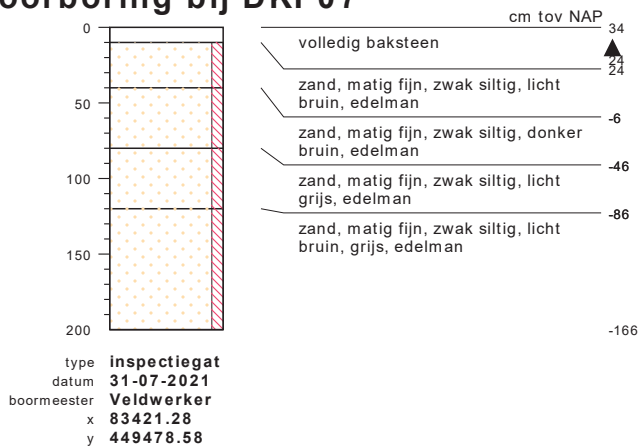 oorboring bij DKP07
cm tov NAP
0
34
volledig baksteen
24
24
zand, matig fijn, zwak siltig, licht
bruin, edelman
50
-6
zand, matig fijn, zwak siltig, donker
bruin, edelman
-46
zand, matig fijn, zwak siltig, licht
grijs, edelman
100
-86
zand, matig fijn, zwak siltig, licht
bruin, grijs, edelman
150
200
-166
type inspectiegat
datum 31-07-2021
boormeester Veldwerker
x 83421.28
y 449478.58